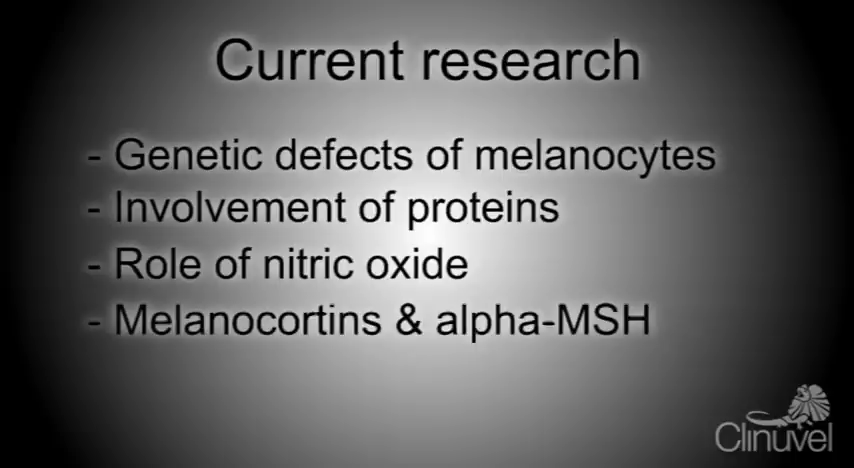 Current research
- Genetic defects of melanocytes
- Involvement of proteins
- Role of nitric oxide
- Melanocortins & alpha-MSH
Clinuvel